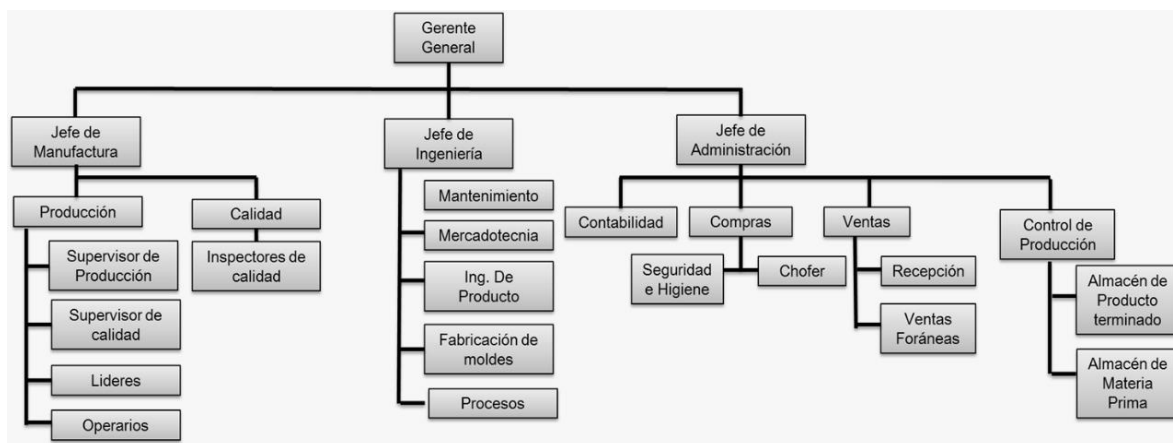 Gerente
General
Jefe de
Manufactura
Jefe de
Ingeniería
Jefe de
Administración
Producción
Calidad
Supervisor de
Producción
Inspectores de
calidad
Supervisor de
calidad
Lideres
Operarios
Mantenimiento
Mercadotecnia
Ing. De
Producto
Fabricación de
moldes
Procesos
Contabilidad
Compras
Ventas
Control de
Producción
Seguridad
e Higiene
Chofer
Recepción
Ventas
Foráneas
Almacén de
Producto
terminado
Almacén de
Materia
Prima